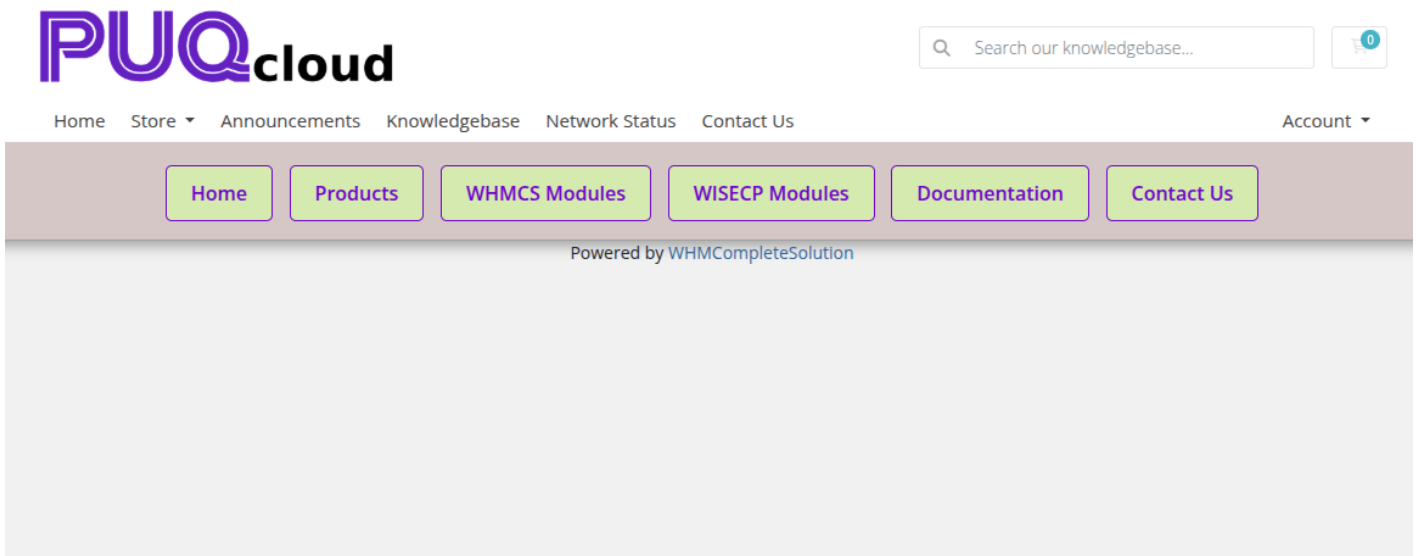 PUQcloud
Search our knowledgebase...
0
Home Store Announcements Knowledgebase Network Status Contact Us Account
Home Products WHMCS Modules WISECP Modules Documentation Contact Us
Powered by WHMCompleteSolution